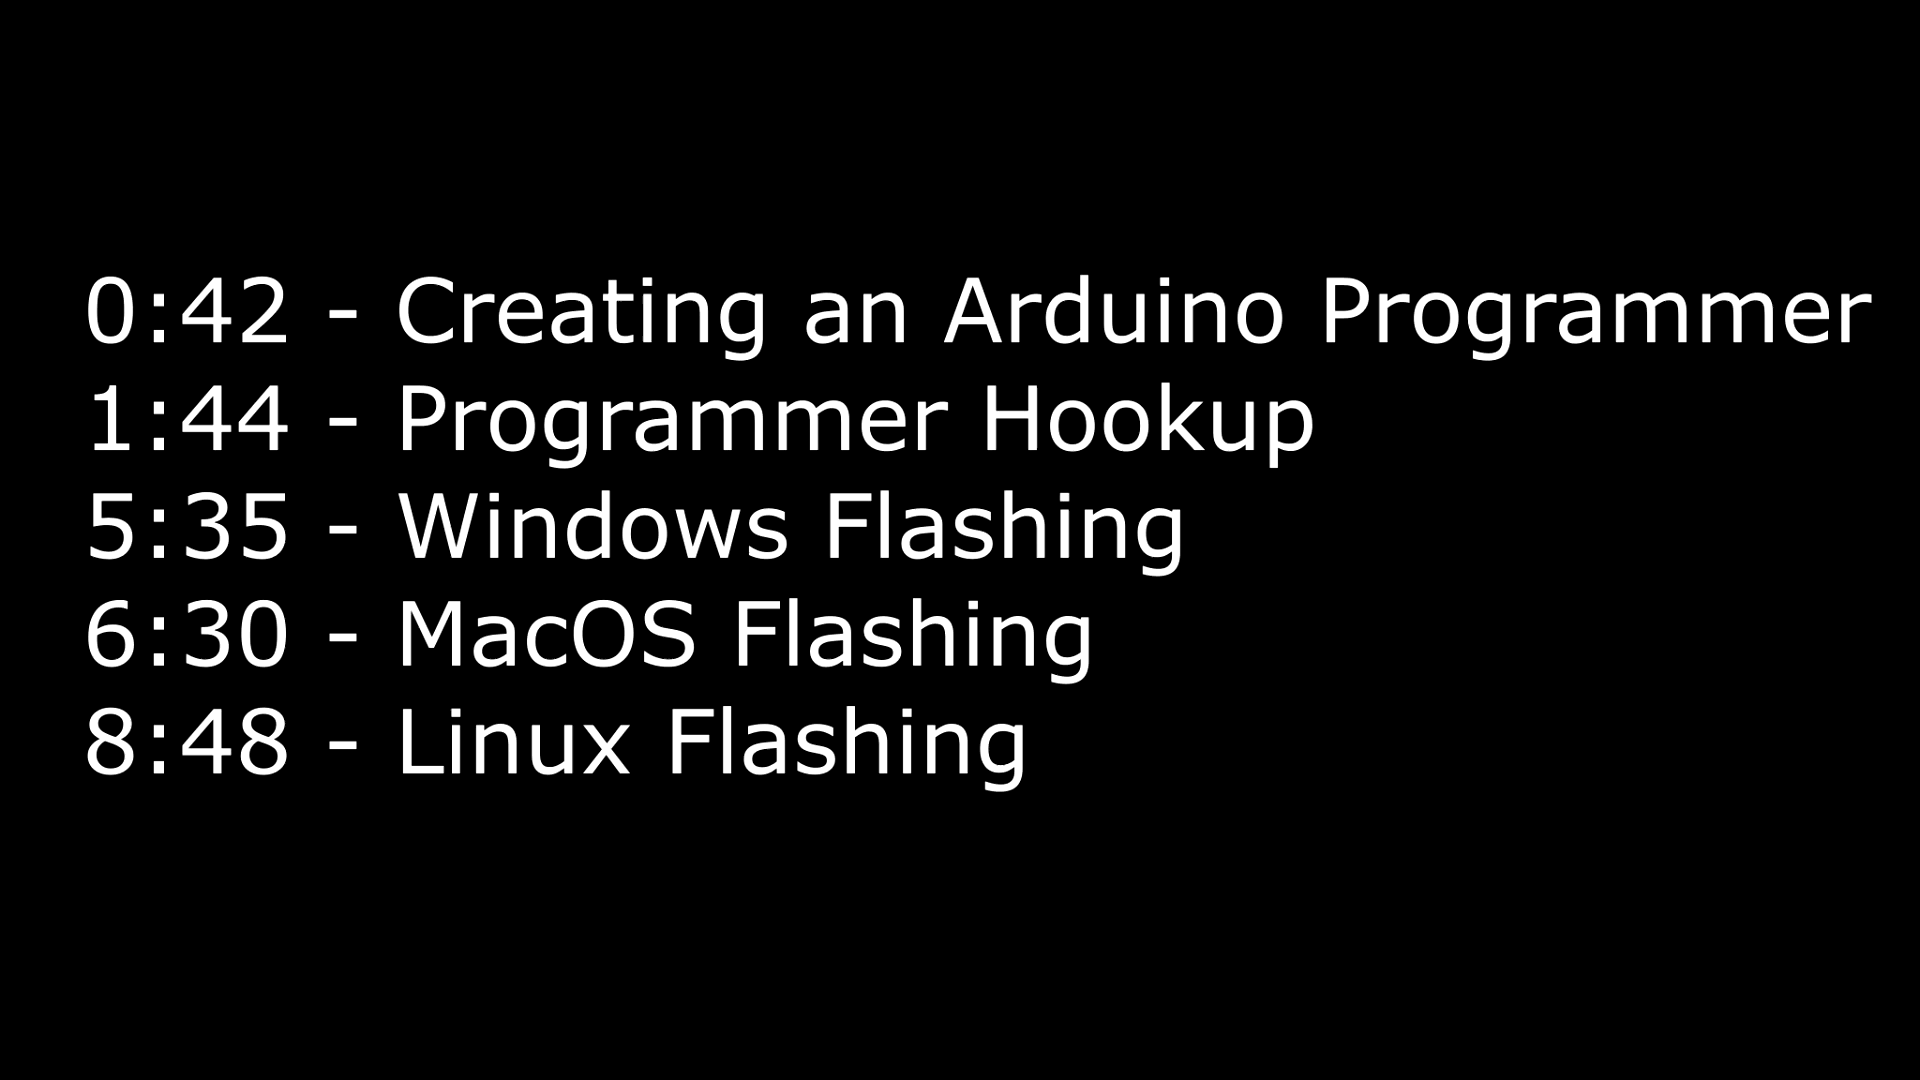 0:42 - Creating an Arduino Programmer
1:44 - Programmer Hookup
5:35 - Windows Flashing
6:30 - MacOS Flashing
8:48 - Linux Flashing